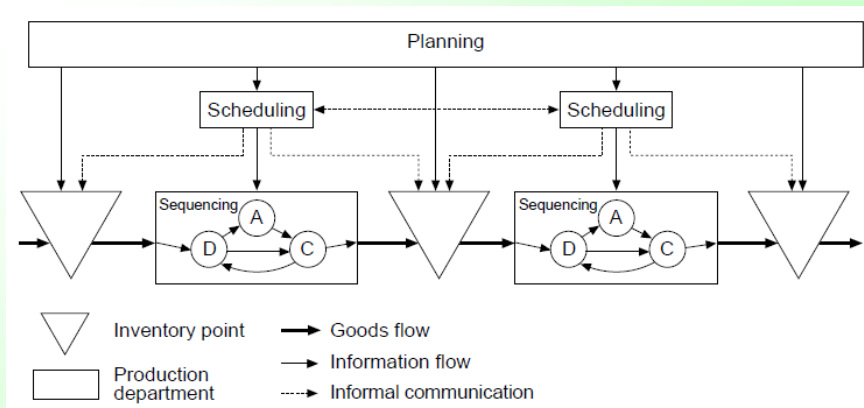 Planning
Scheduling
Scheduling
Sequencing
A
D
C
Sequencing
A
D
C
Inventory point
Goods flow
Information flow
Production
department
Informal communication